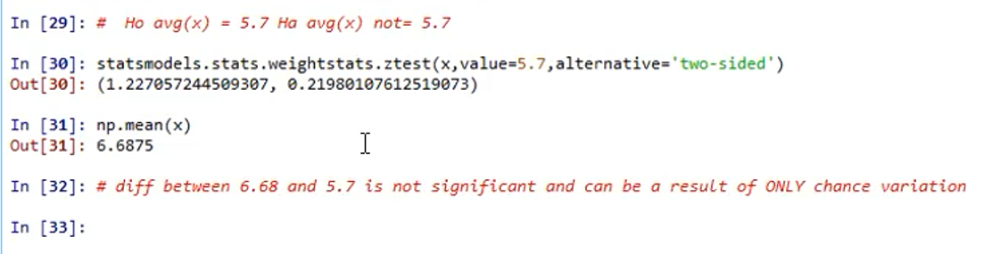 In [29]: #  Ho avg(x) = 5.7 Ha avg(x) not= 5.7
In [30]: statsmodels.stats.weightstats.ztest(x,value=5.7,alternative='two-sided')
Out[30]: (1.227057244509307, 0.21980107612519073)
In [31]: np.mean(x)
Out[31]: 6.6875
In [32]: # diff between 6.68 and 5.7 is not significant and can be a result of ONLY chance variation
In [33]: